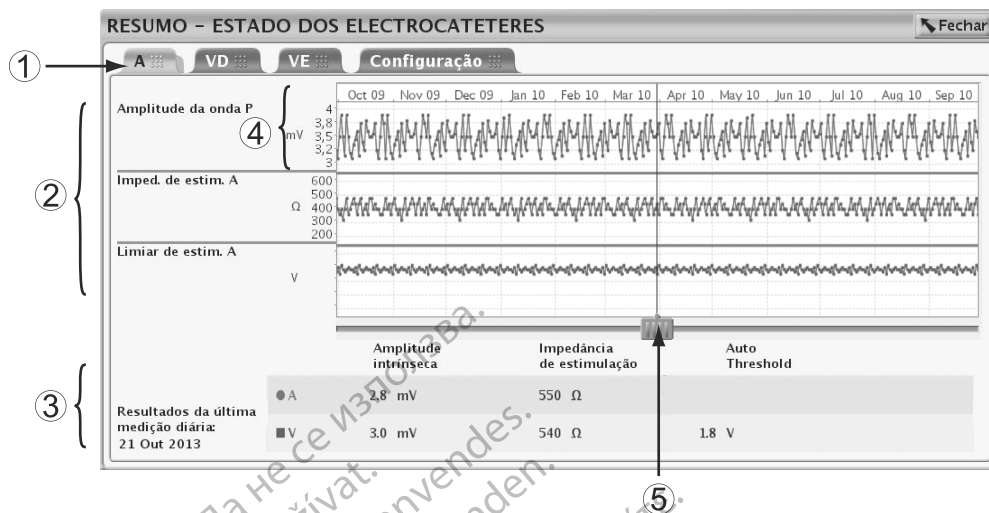 RESUMO – ESTADO DOS ELECTROCATETERES
Fechar
1
A VD VE Configuração
Oct 09 Nov 09 Dec 09 Jan 10 Feb 10 Mar 10 Apr 10 May 10 Jun 10 Jul 10 Aug 10 Sep 10
2
Amplitude da onda P
4
mV
4
3,8
3,5
3,2
3
Imped. de estim. A
Ω
600
500
400
300
200
Limiar de estim. A
V
Amplitude intrínseca
Impedância de estimulação
Auto Threshold
3
A 2,8 mV 550 Ω
V 3.0 mV 540 Ω 1.8 V
Resultados da última
medição diária:
21 Out 2013
5
Да не се използва.